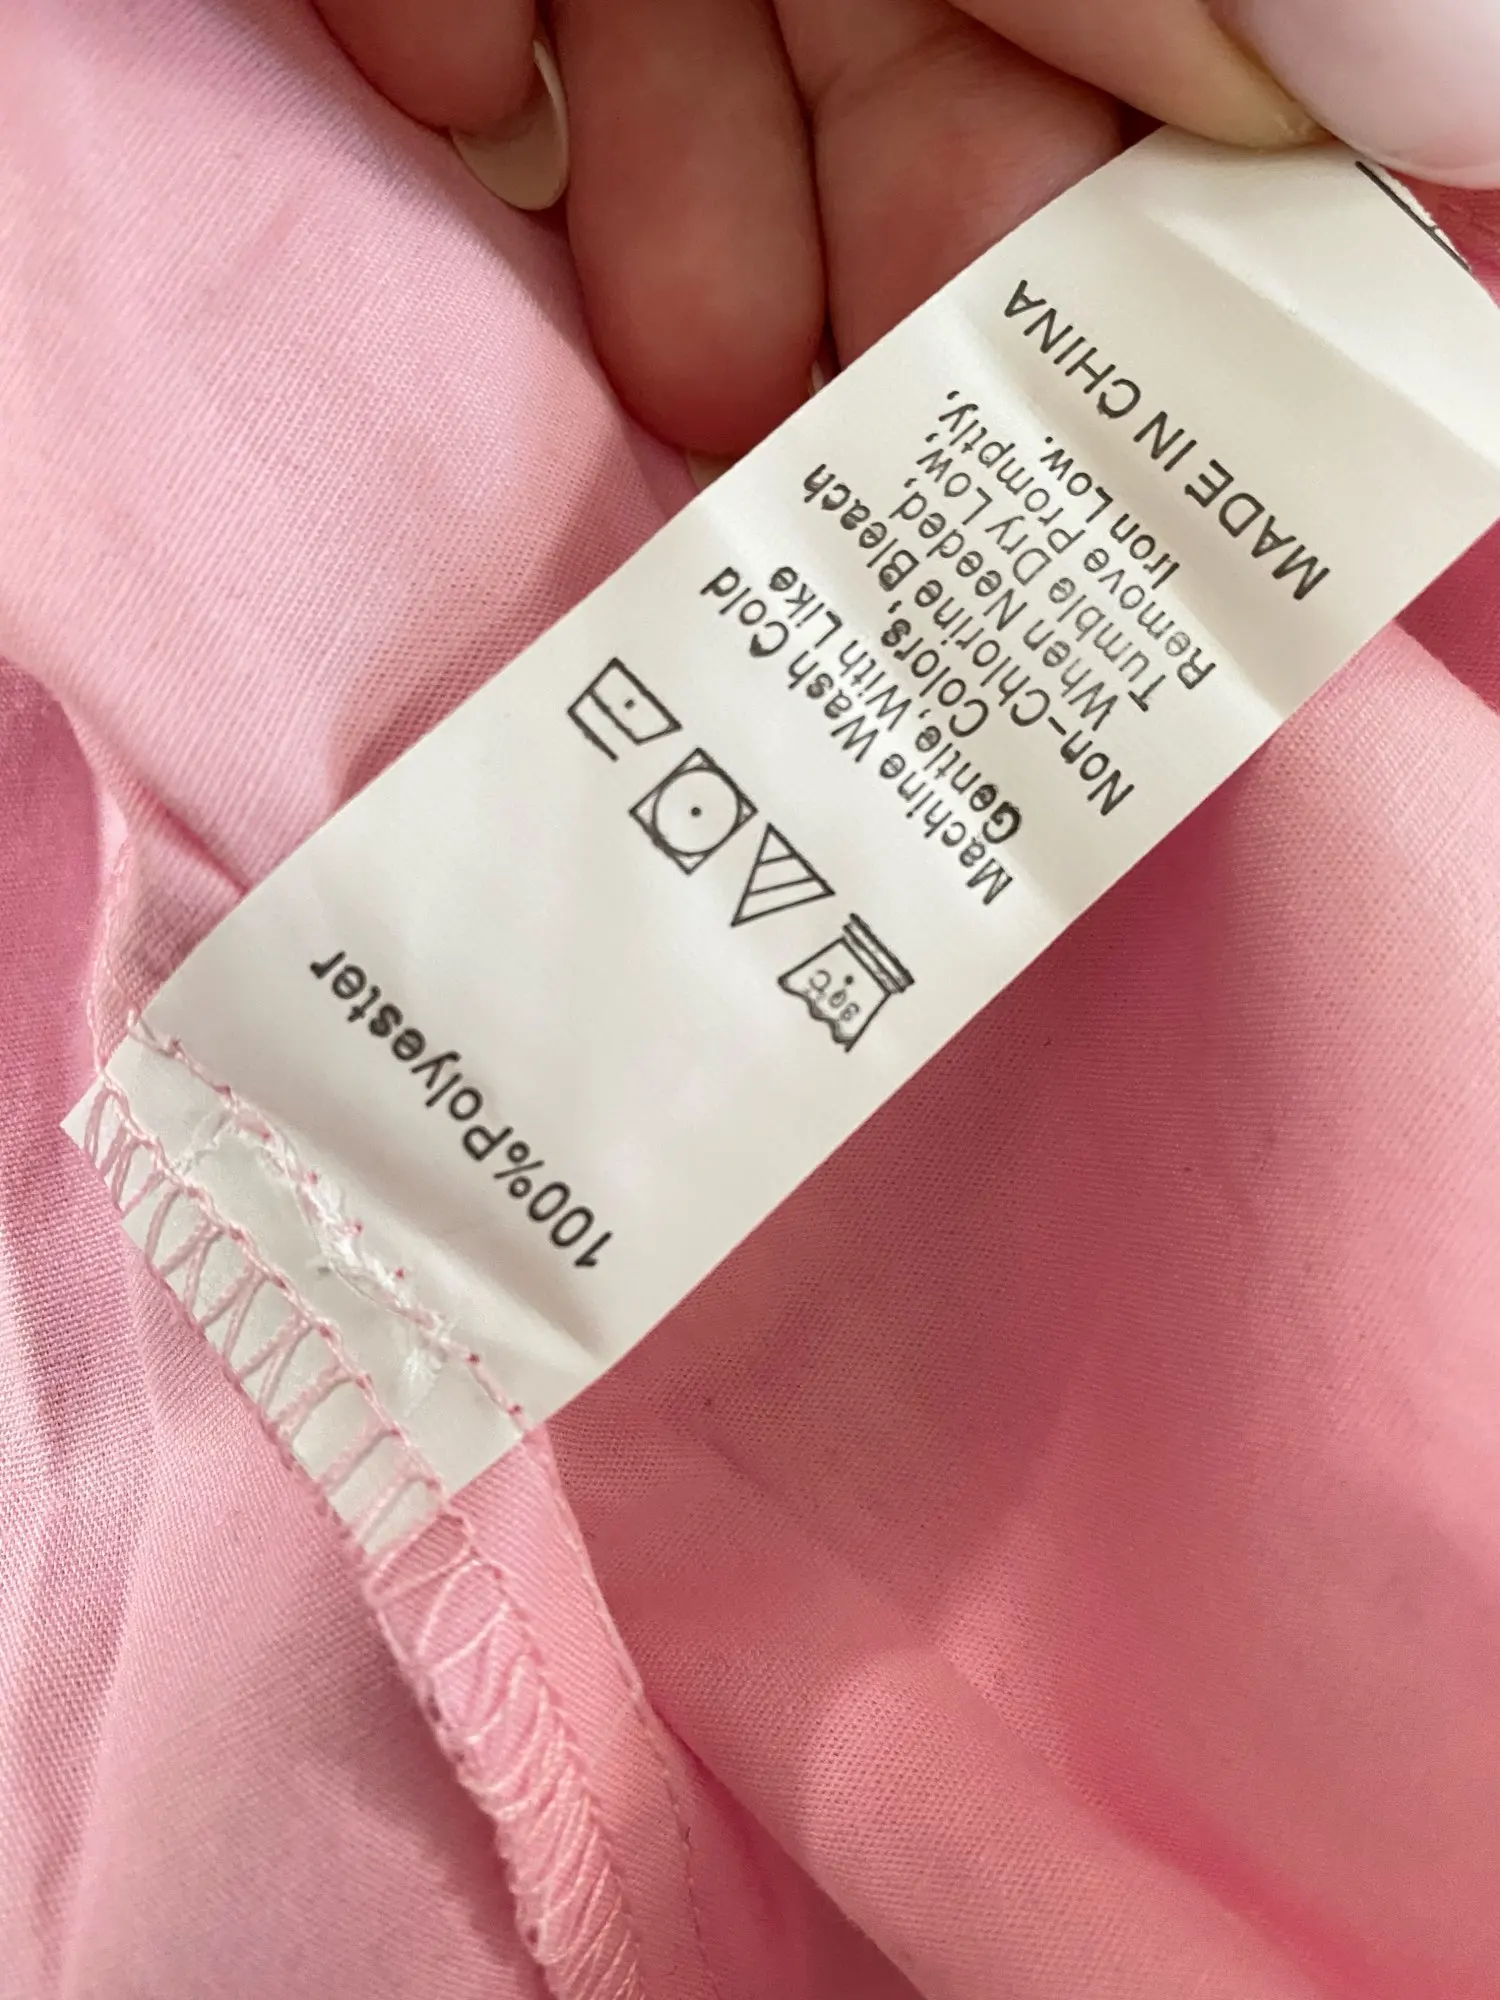 100%Polyester
30°C
Machine Wash Cold
Gentle, With Like
Colors,
Non-Chlorine Bleach
When Needed,
Tumble Dry Low,
Remove Promptly,
Iron Low.
MADE IN CHINA